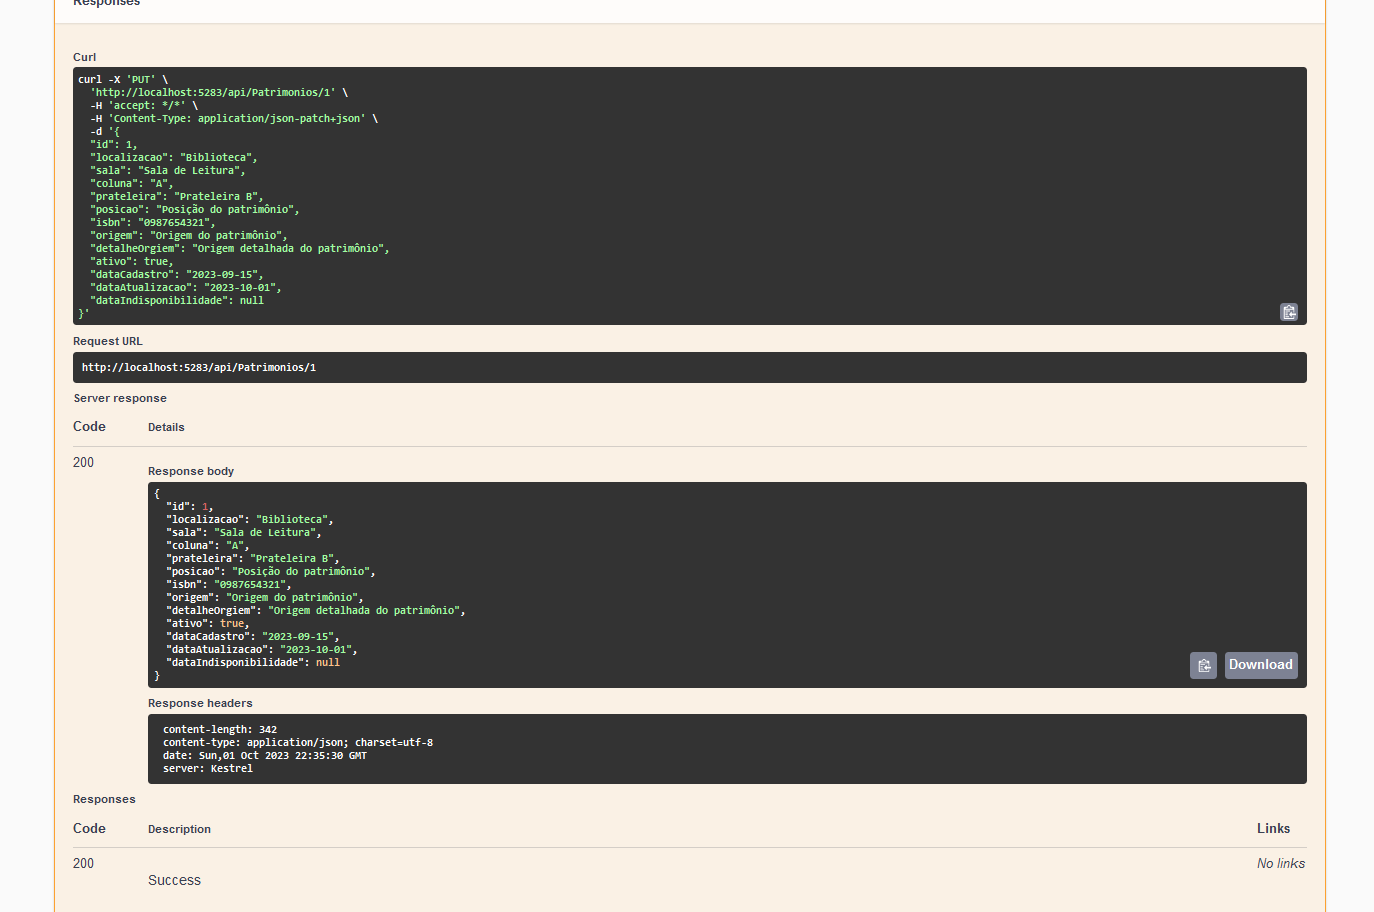 Responses
Curl
curl -X 'PUT' \
  'http://localhost:5283/api/Patrimonios/1' \
  -H 'accept: */*' \
  -H 'Content-Type: application/json-patch+json' \
  -d '{
  "id": 1,
  "localizacao": "Biblioteca",
  "sala": "Sala de Leitura",
  "coluna": "A",
  "prateleira": "Prateleira B",
  "posicao": "Posição do patrimônio",
  "isbn": "0987654321",
  "origem": "Origem do patrimônio",
  "detalheOrgiem": "Origem detalhada do patrimônio",
  "ativo": true,
  "dataCadastro": "2023-09-15",
  "dataAtualizacao": "2023-10-01",
  "dataIndisponibilidade": null
}'
Request URL
http://localhost:5283/api/Patrimonios/1
Server response
Code Details
200
Response body
{
  "id": 1,
  "localizacao": "Biblioteca",
  "sala": "Sala de Leitura",
  "coluna": "A",
  "prateleira": "Prateleira B",
  "posicao": "Posição do patrimônio",
  "isbn": "0987654321",
  "origem": "Origem do patrimônio",
  "detalheOrgiem": "Origem detalhada do patrimônio",
  "ativo": true,
  "dataCadastro": "2023-09-15",
  "dataAtualizacao": "2023-10-01",
  "dataIndisponibilidade": null
}
Download
Response headers
content-length: 342
content-type: application/json; charset=utf-8
date: Sun,01 Oct 2023 22:35:30 GMT
server: Kestrel
Responses
Code Description Links
200 No links
Success